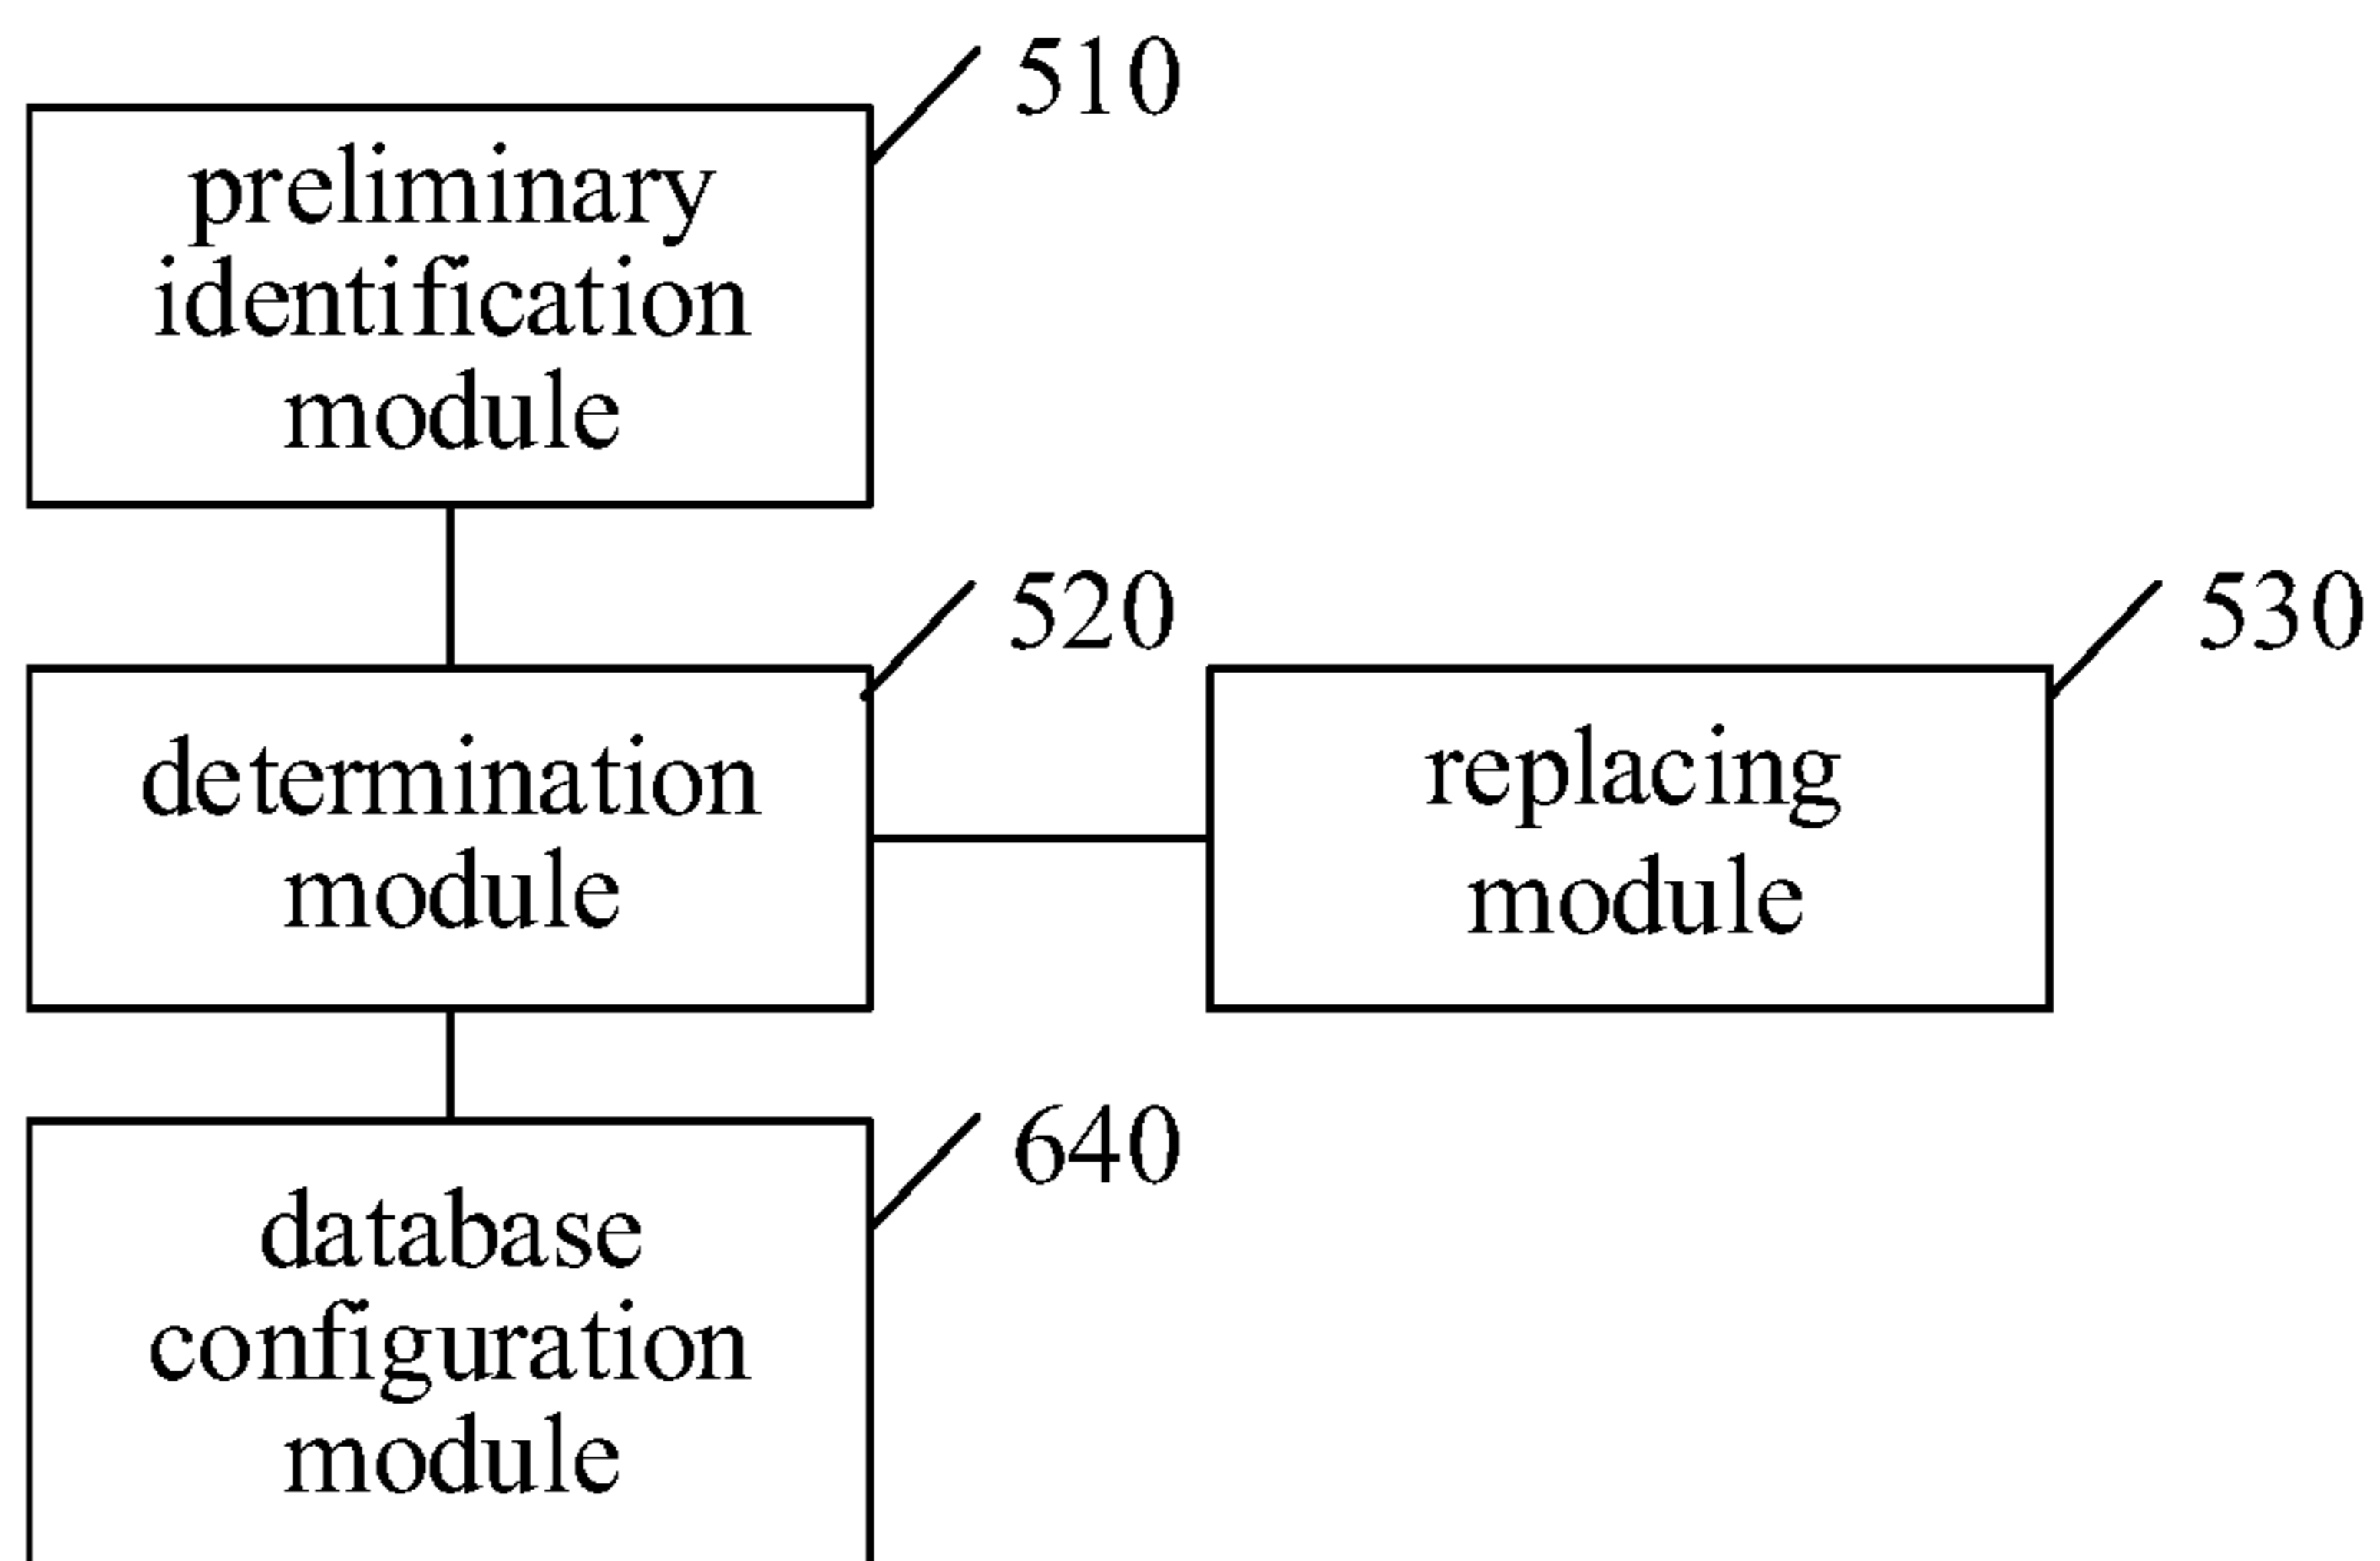 510
preliminary
identification
module
520
determination
module
530
replacing
module
640
database
configuration
module